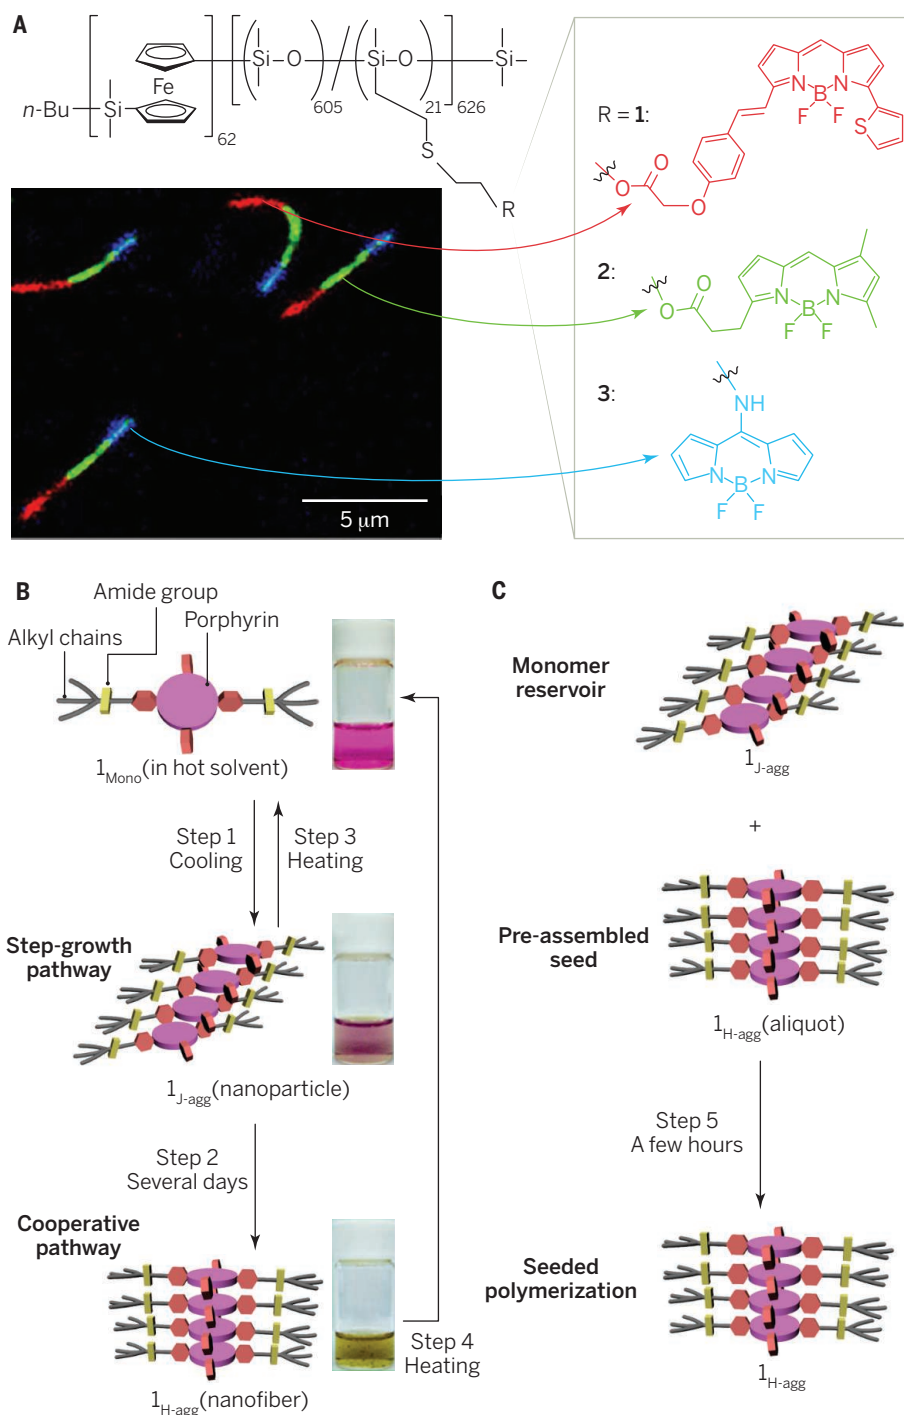 A
n-Bu
Si
Fe
62
Si
O
605
Si
O
21
626
Si
S
R
5 μm
R = 1:
N
N
B
F
F
S
O
O
O
2:
O
O
N
N
B
F
F
3:
NH
N
B
N
F
F
B
Amide group
Alkyl chains
Porphyrin
1Mono(in hot solvent)
Step 1
Cooling
Step 3
Heating
Step-growth
pathway
1J-agg(nanoparticle)
Step 2
Several days
Cooperative
pathway
1H-agg(nanofiber)
Step 4
Heating
C
Monomer
reservoir
1J-agg
+
Pre-assembled
seed
1H-agg(aliquot)
Step 5
A few hours
Seeded
polymerization
1H-agg